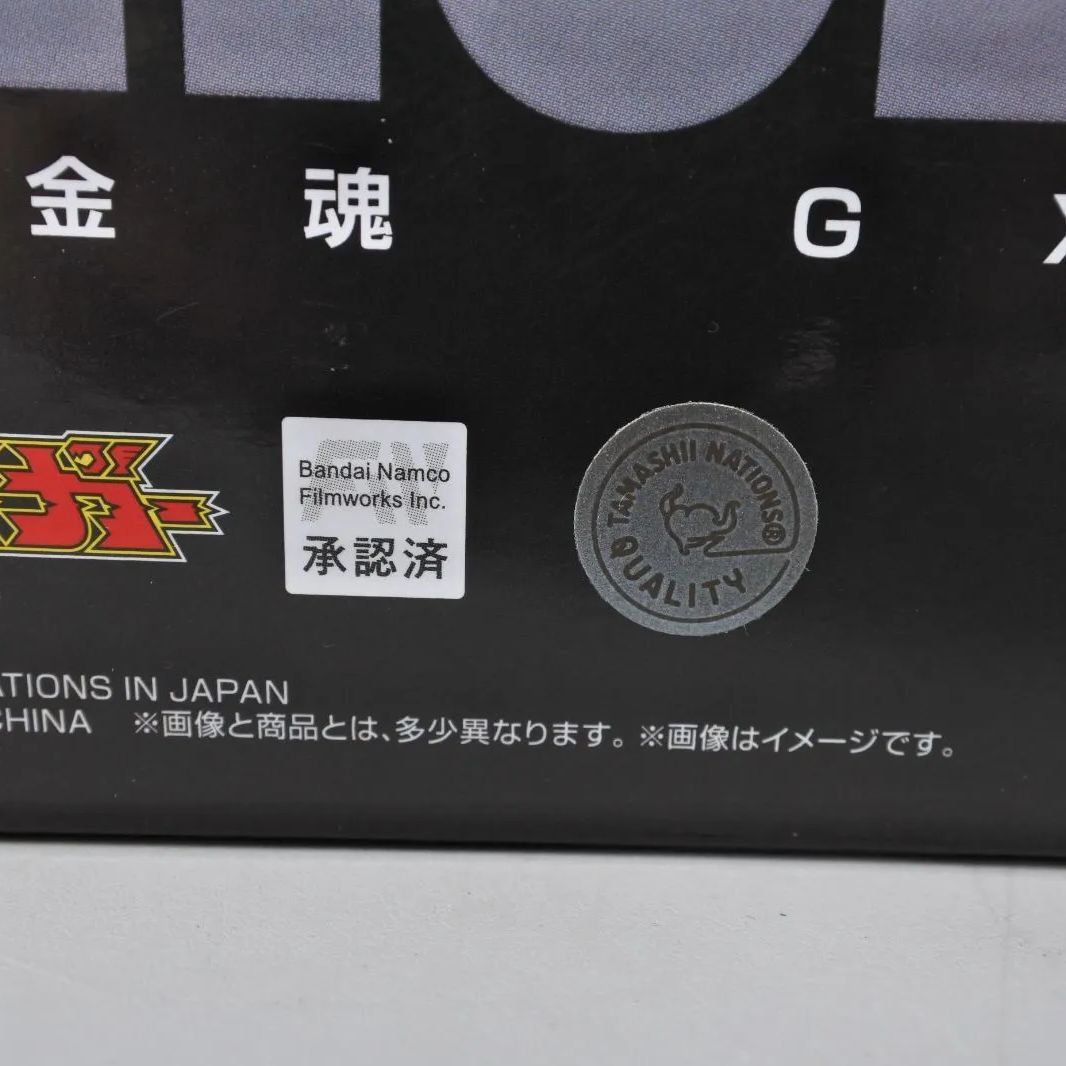 金魂 G
Bandai Namco
Filmworks Inc.
承認済
TAMASHII NATIONS®
QUALITY
ATIONS IN JAPAN
CHINA ※画像と商品とは、多少異なります。※画像はイメージです。